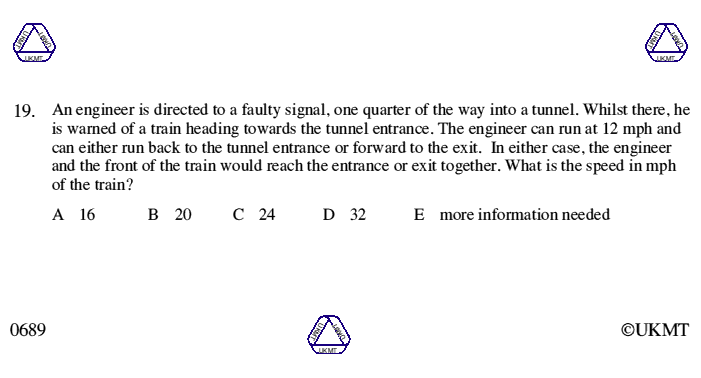 19. An engineer is directed to a faulty signal, one quarter of the way into a tunnel. Whilst there, he
is warned of a train heading towards the tunnel entrance. The engineer can run at 12 mph and
can either run back to the tunnel entrance or forward to the exit. In either case, the engineer
and the front of the train would reach the entrance or exit together. What is the speed in mph
of the train?
A 16 B 20 C 24 D 32 E more information needed
0689 ©UKMT
UKMT UKMT UKMT
UKMT UKMT UKMT
UKMT UKMT UKMT